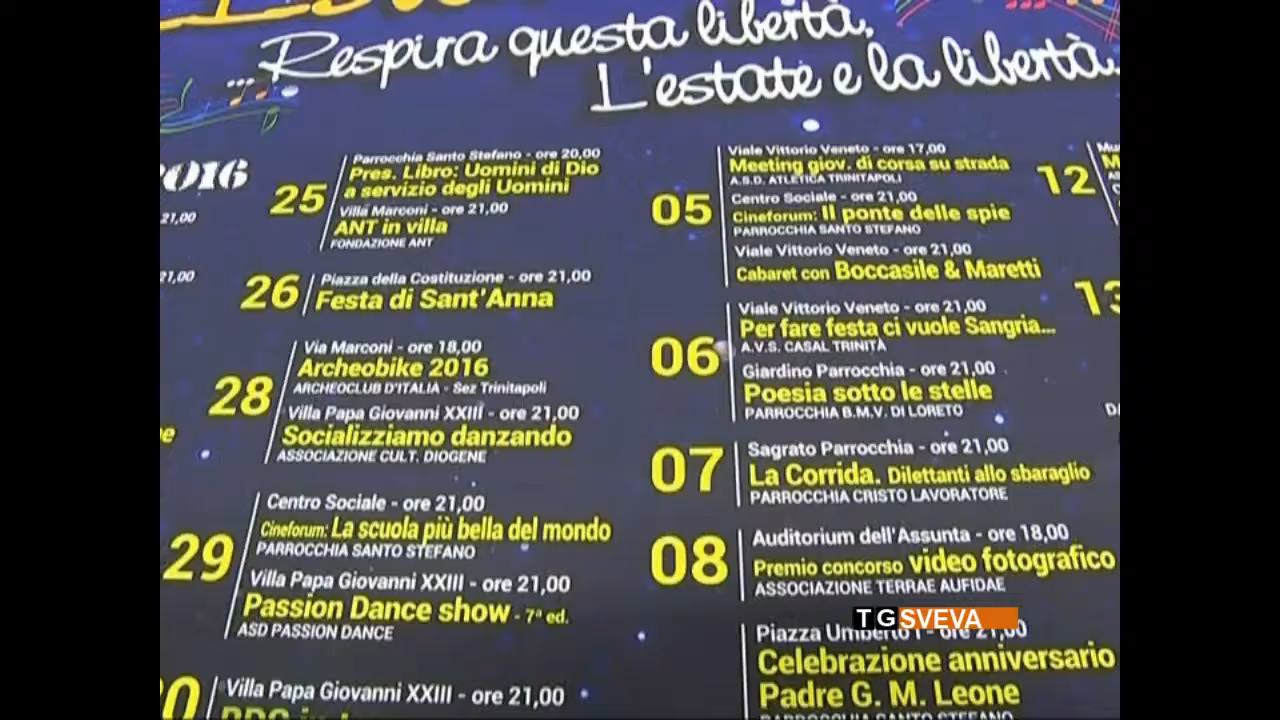 ...Respira questa libertà,
L'estate e la libertà.
2016
21,00
21,00
25
Parrocchia Santo Stefano - ore 20,00
Pres. Libro: Uomini di Dio
a servizio degli Uomini
Villa Marconi - ore 21,00
ANT in villa
FONDAZIONE ANT
26
Piazza della Costituzione - ore 21,00
Festa di Sant'Anna
28
Via Marconi - ore 18,00
Archeobike 2016
ARCHEOCLUB D'ITALIA - Sez Trinitapoli
Villa Papa Giovanni XXIII - ore 21,00
Socializziamo danzando
ASSOCIAZIONE CULT. DIOGENE
29
Centro Sociale - ore 21,00
Cineforum: La scuola più bella del mondo
PARROCCHIA SANTO STEFANO
Villa Papa Giovanni XXIII - ore 21,00
Passion Dance show - 7ª ed.
ASD PASSION DANCE
Villa Papa Giovanni XXIII - ore 21,00
05
Viale Vittorio Veneto - ore 17,00
Meeting giov. di corsa su strada
A.S.D. ATLETICA TRINITAPOLI
Centro Sociale - ore 21,00
Cineforum: Il ponte delle spie
PARROCCHIA SANTO STEFANO
Viale Vittorio Veneto - ore 21,00
Cabaret con Boccasile & Maretti
06
Viale Vittorio Veneto - ore 21,00
Per fare festa ci vuole Sangria...
A.V.S. CASAL TRINITÀ
Giardino Parrocchia - ore 21,00
Poesia sotto le stelle
PARROCCHIA B.M.V. DI LORETO
07
Sagrato Parrocchia - ore 21,00
La Corrida. Dilettanti allo sbaraglio
PARROCCHIA CRISTO LAVORATORE
08
Auditorium dell'Assunta - ore 18,00
Premio concorso video fotografico
ASSOCIAZIONE TERRAE AUFIDAE
Piazza Umberto I - ore 21,00
Celebrazione anniversario
Padre G. M. Leone
PARROCCHIA SANTO STEFANO
12
13
TGSVEVA